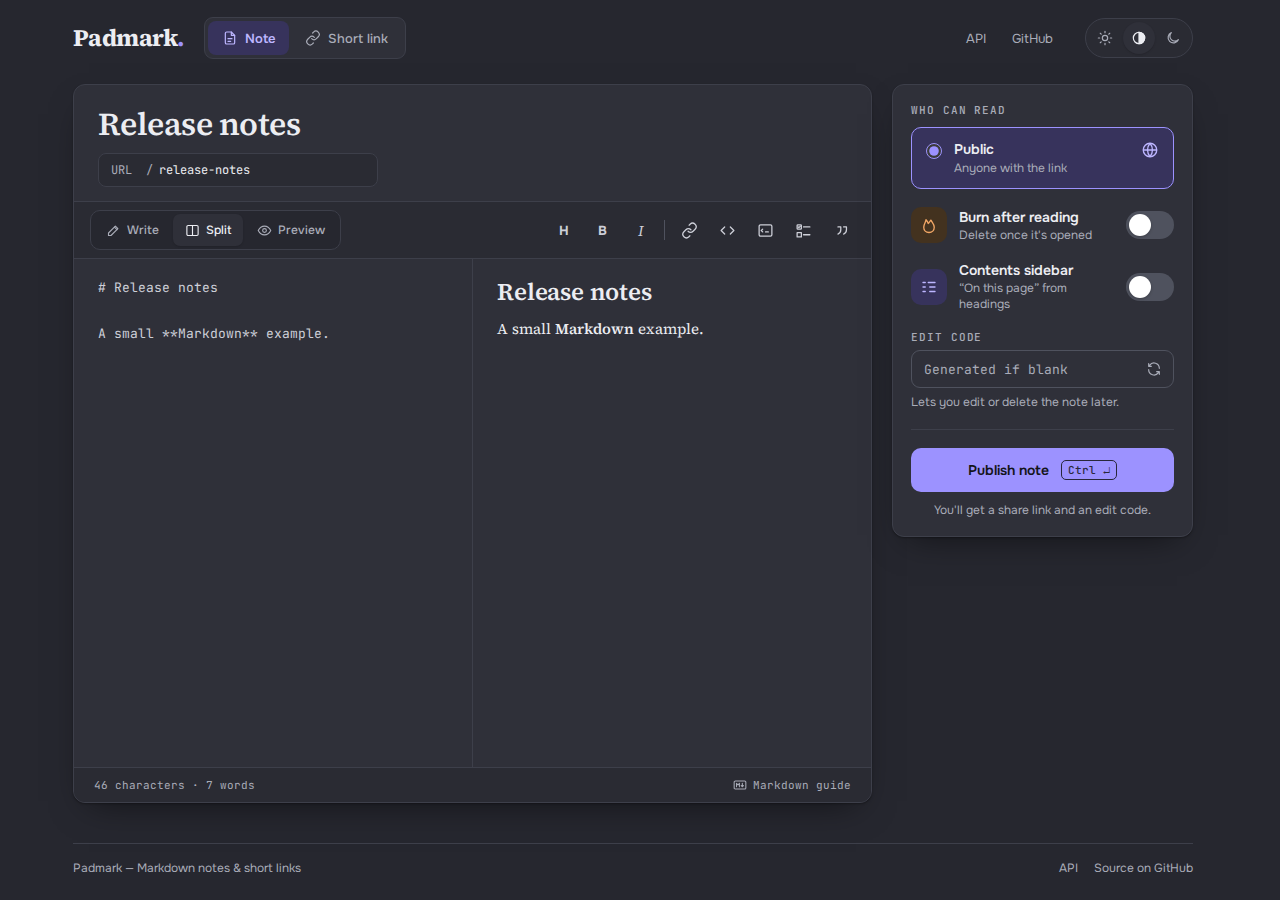 Padmark.
Note
Short link
API
GitHub
Release notes
URL / release-notes
Write
Split
Preview
H
B
I
# Release notes
A small **Markdown** example.
Release notes
A small Markdown example.
46 characters · 7 words
Markdown guide
WHO CAN READ
Public
Anyone with the link
Burn after reading
Delete once it's opened
Contents sidebar
"On this page" from
headings
EDIT CODE
Generated if blank
Lets you edit or delete the note later.
Publish note Ctrl ↵
You'll get a share link and an edit code.
Padmark — Markdown notes & short links
API
Source on GitHub